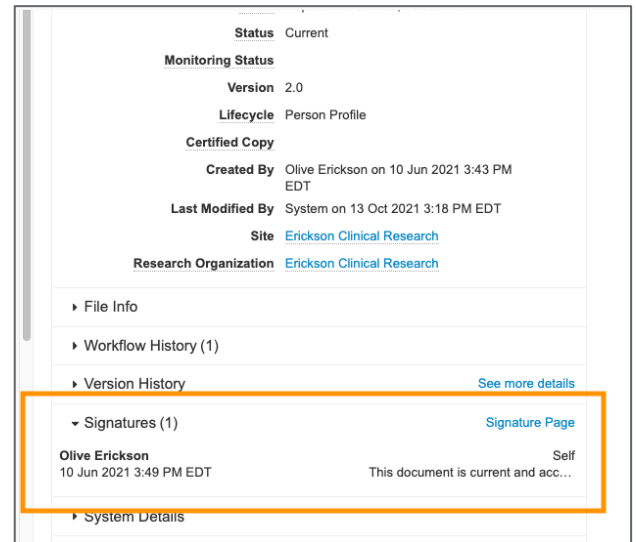 Status Current
Monitoring Status
Version 2.0
Lifecycle Person Profile
Certified Copy
Created By Olive Erickson on 10 Jun 2021 3:43 PM
EDT
Last Modified By System on 13 Oct 2021 3:18 PM EDT
Site Erickson Clinical Research
Research Organization Erickson Clinical Research
File Info
Workflow History (1)
Version History See more details
Signatures (1) Signature Page
Olive Erickson Self
10 Jun 2021 3:49 PM EDT This document is current and acc...
System Details